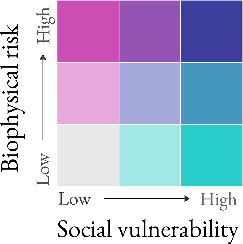 Biophysical risk
High
Low
Low
High
Social vulnerability